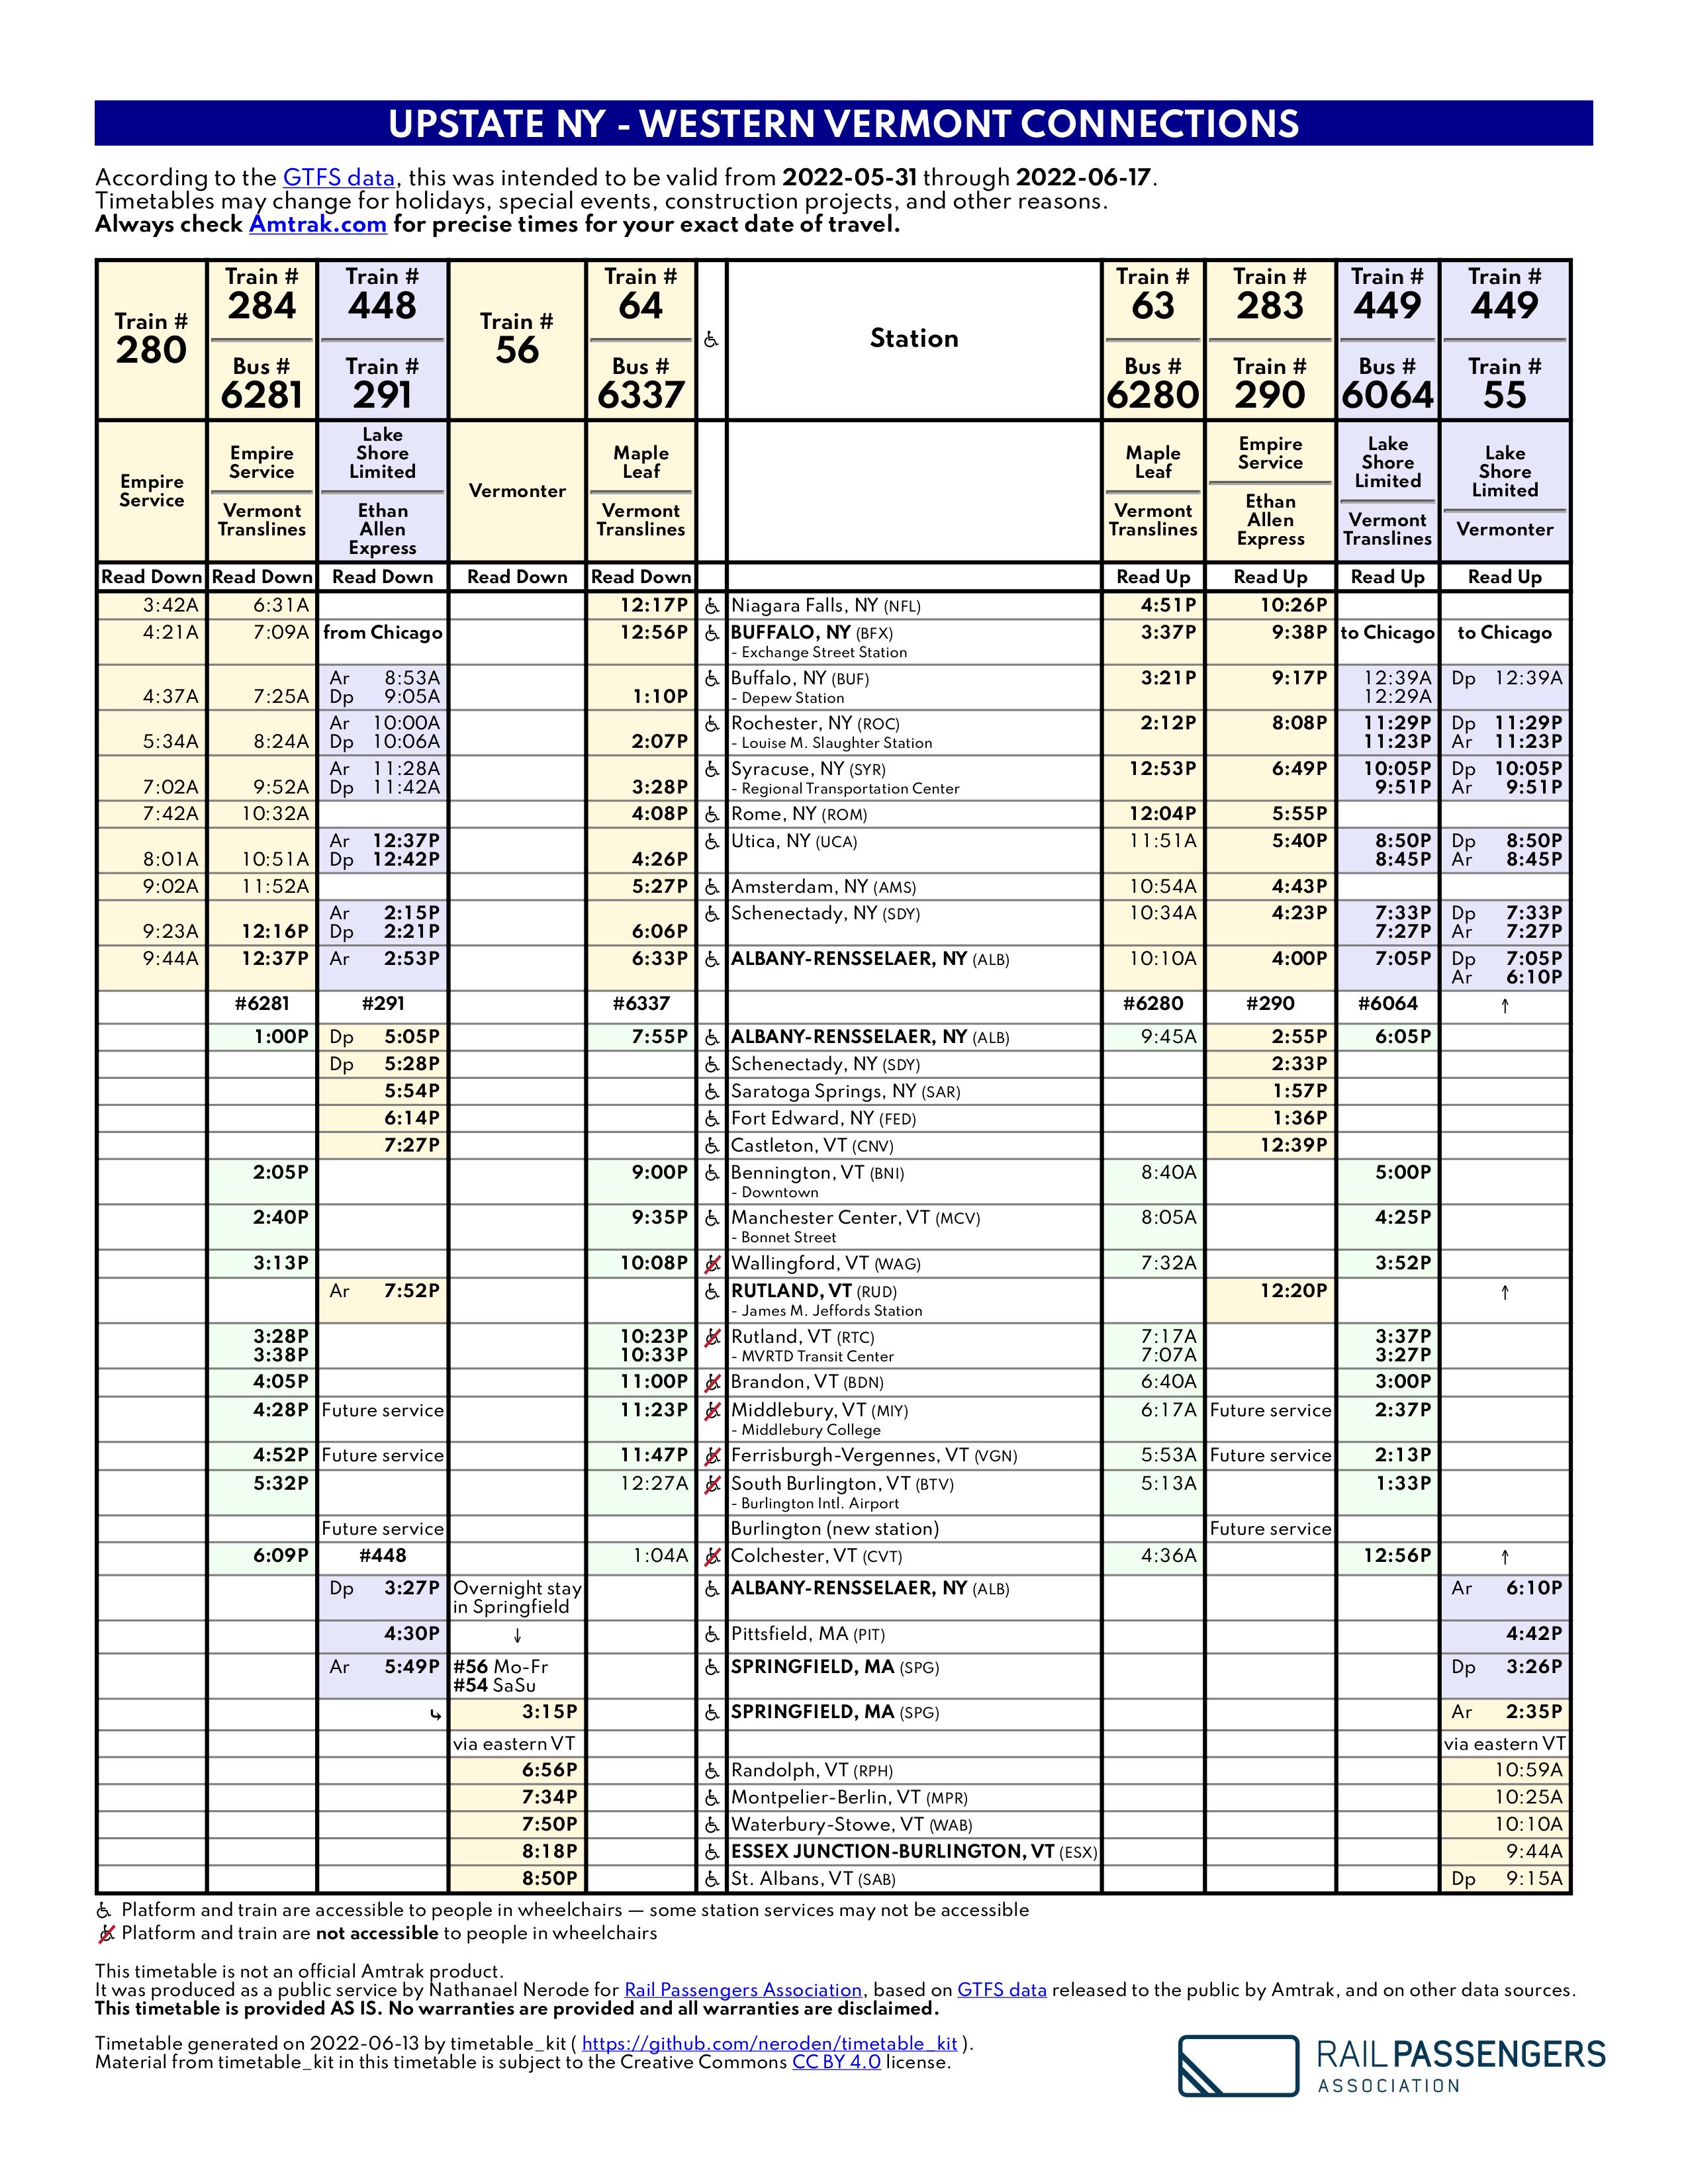 UPSTATE NY - WESTERN VERMONT CONNECTIONS
According to the GTFS data, this was intended to be valid from 2022-05-31 through 2022-06-17.
Timetables may change for holidays, special events, construction projects, and other reasons.
Always check Amtrak.com for precise times for your exact date of travel.
Train # 280 | Train # 284 Bus # 6281 | Train # 448 Train # 291 | Train # 56 | Train # 64 Bus # 6337 | Station | Train # 63 Bus # 6280 | Train # 283 Train # 290 | Train # 449 Bus # 6064 | Train # 449 Train # 55
Empire Service | Empire Service Vermont Translines | Lake Shore Limited Ethan Allen Express | Vermonter | Maple Leaf Vermont Translines | Maple Leaf Vermont Translines | Empire Service Ethan Allen Express | Lake Shore Limited Vermont Translines | Lake Shore Limited Vermonter
Read Down Read Down Read Down Read Down Read Down Read Up Read Up Read Up Read Up
3:42A 6:31A 12:17P Niagara Falls, NY (NFL) 4:51P 10:26P
4:21A 7:09A from Chicago 12:56P BUFFALO, NY (BFX) 3:37P 9:38P to Chicago to Chicago
- Exchange Street Station
Ar 8:53A Buffalo, NY (BUF) 3:21P 9:17P 12:39A Dp 12:39A
4:37A 7:25A Dp 9:05A 1:10P - Depew Station 12:29A
Ar 10:00A Rochester, NY (ROC) 2:12P 8:08P 11:29P Dp 11:29P
5:34A 8:24A Dp 10:06A 2:07P - Louise M. Slaughter Station 11:23P Ar 11:23P
Ar 11:28A Syracuse, NY (SYR) 12:53P 6:49P 10:05P Dp 10:05P
7:02A 9:52A Dp 11:42A 3:28P - Regional Transportation Center 9:51P Ar 9:51P
7:42A 10:32A 4:08P Rome, NY (ROM) 12:04P 5:55P
Ar 12:37P Utica, NY (UCA) 11:51A 5:40P 8:50P Dp 8:50P
8:01A 10:51A Dp 12:42P 4:26P 8:45P Ar 8:45P
9:02A 11:52A 5:27P Amsterdam, NY (AMS) 10:54A 4:43P
Ar 2:15P Schenectady, NY (SDY) 10:34A 4:23P 7:33P Dp 7:33P
9:23A 12:16P Dp 2:21P 6:06P 7:27P Ar 7:27P
9:44A 12:37P Ar 2:53P 6:33P ALBANY-RENSSELAER, NY (ALB) 10:10A 4:00P 7:05P Dp 7:05P
Ar 6:10P
#6281 #291 #6337 #6280 #290 #6064 ↑
1:00P Dp 5:05P 7:55P ALBANY-RENSSELAER, NY (ALB) 9:45A 2:55P 6:05P
Dp 5:28P Schenectady, NY (SDY) 2:33P
5:54P Saratoga Springs, NY (SAR) 1:57P
6:14P Fort Edward, NY (FED) 1:36P
7:27P Castleton, VT (CNV) 12:39P
2:05P 9:00P Bennington, VT (BNI) 8:40A 5:00P
- Downtown
2:40P 9:35P Manchester Center, VT (MCV) 8:05A 4:25P
- Bonnet Street
3:13P 10:08P Wallingford, VT (WAG) 7:32A 3:52P
Ar 7:52P RUTLAND, VT (RUD) 12:20P ↑
- James M. Jeffords Station
3:28P 10:23P Rutland, VT (RTC) 7:17A 3:37P
3:38P 10:33P - MVRTD Transit Center 7:07A 3:27P
4:05P 11:00P Brandon, VT (BDN) 6:40A 3:00P
4:28P Future service 11:23P Middlebury, VT (MIY) 6:17A Future service 2:37P
- Middlebury College
4:52P Future service 11:47P Ferrisburgh-Vergennes, VT (VGN) 5:53A Future service 2:13P
5:32P 12:27A South Burlington, VT (BTV) 5:13A 1:33P
- Burlington Intl. Airport
Future service Burlington (new station) Future service
6:09P #448 1:04A Colchester, VT (CVT) 4:36A 12:56P ↑
Dp 3:27P Overnight stay ALBANY-RENSSELAER, NY (ALB) Ar 6:10P
in Springfield
4:30P ↓ Pittsfield, MA (PIT) 4:42P
Ar 5:49P #56 Mo-Fr SPRINGFIELD, MA (SPG) Dp 3:26P
#54 SaSu
⤷ 3:15P SPRINGFIELD, MA (SPG) Ar 2:35P
via eastern VT via eastern VT
6:56P Randolph, VT (RPH) 10:59A
7:34P Montpelier-Berlin, VT (MPR) 10:25A
7:50P Waterbury-Stowe, VT (WAB) 10:10A
8:18P ESSEX JUNCTION-BURLINGTON, VT (ESX) 9:44A
8:50P St. Albans, VT (SAB) Dp 9:15A
Platform and train are accessible to people in wheelchairs — some station services may not be accessible
Platform and train are not accessible to people in wheelchairs
This timetable is not an official Amtrak product.
It was produced as a public service by Nathanael Nerode for Rail Passengers Association, based on GTFS data released to the public by Amtrak, and on other data sources.
This timetable is provided AS IS. No warranties are provided and all warranties are disclaimed.
Timetable generated on 2022-06-13 by timetable_kit ( https://github.com/neroden/timetable_kit ).
Material from timetable_kit in this timetable is subject to the Creative Commons CC BY 4.0 license.
RAIL PASSENGERS
ASSOCIATION